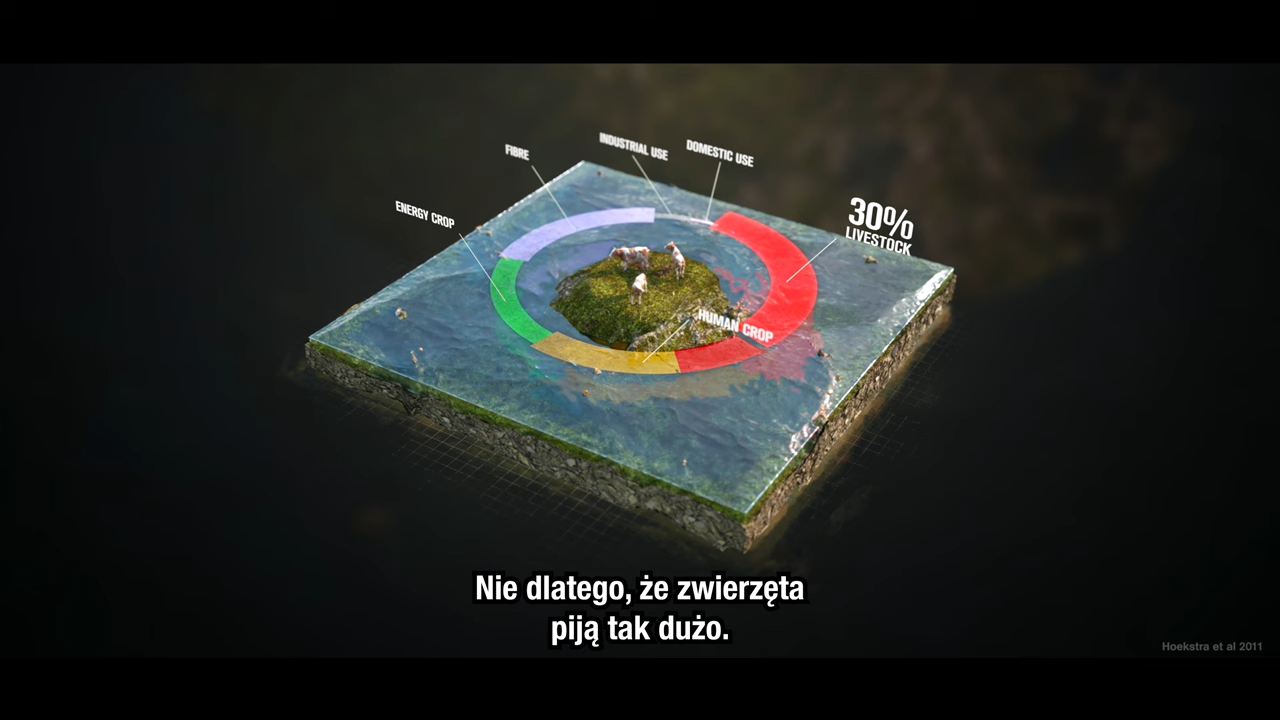 FIBRE
INDUSTRIAL USE
DOMESTIC USE
ENERGY CROP
30%
LIVESTOCK
HUMAN CROP
Nie dlatego, że zwierzęta
piją tak dużo.
Hoekstra et al 2011